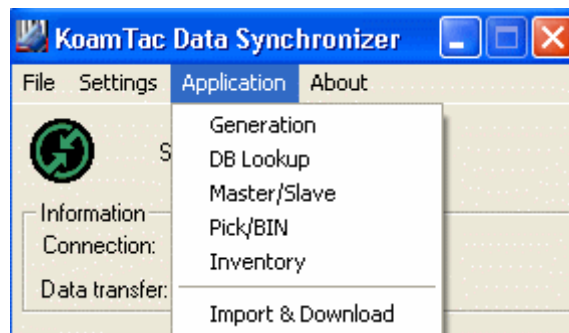 KoamTac Data Synchronizer
File Settings Application About
Generation
S
DB Lookup
Master/Slave
Information
Pick/BIN
Connection:
Inventory
Data transfer:
Import & Download